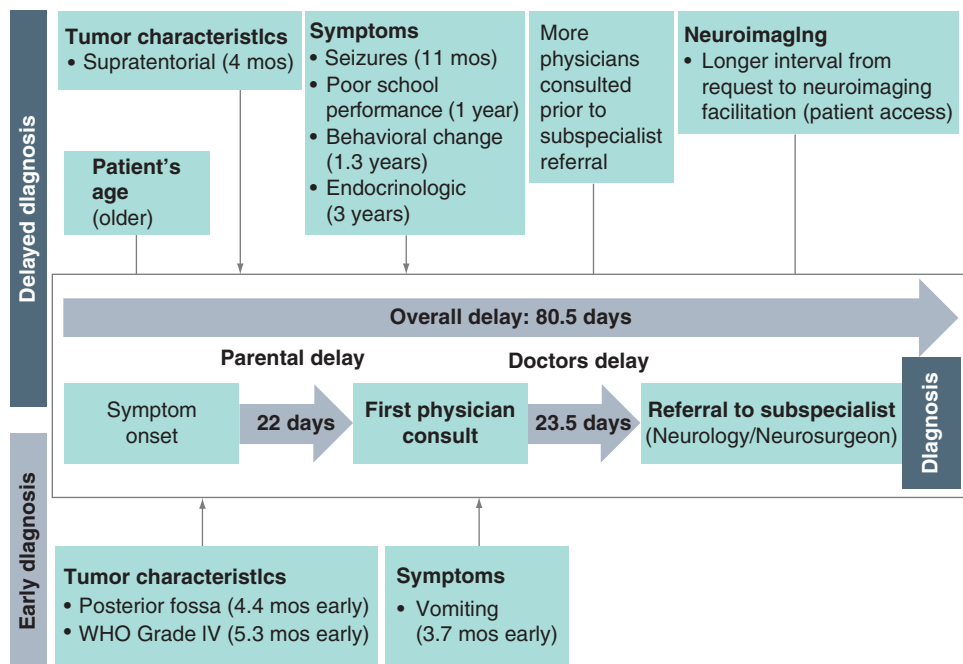 Delayed dIagnosis
Tumor characteristIcs
• Supratentorial (4 mos)
Patient's
age
(older)
Symptoms
• Seizures (11 mos)
• Poor school
performance (1 year)
• Behavioral change
(1.3 years)
• Endocrinologic
(3 years)
More
physicians
consulted
prior to
subspecialist
referral
NeuroimagIng
• Longer interval from
request to neuroimaging
facilitation (patient access)
Overall delay: 80.5 days
Parental delay
Doctors delay
Symptom
onset
22 days
First physician
consult
23.5 days
Referral to subspecialist
(Neurology/Neurosurgeon)
DIagnosis
Early dIagnosis
Tumor characteristIcs
• Posterior fossa (4.4 mos early)
• WHO Grade IV (5.3 mos early)
Symptoms
• Vomiting
(3.7 mos early)